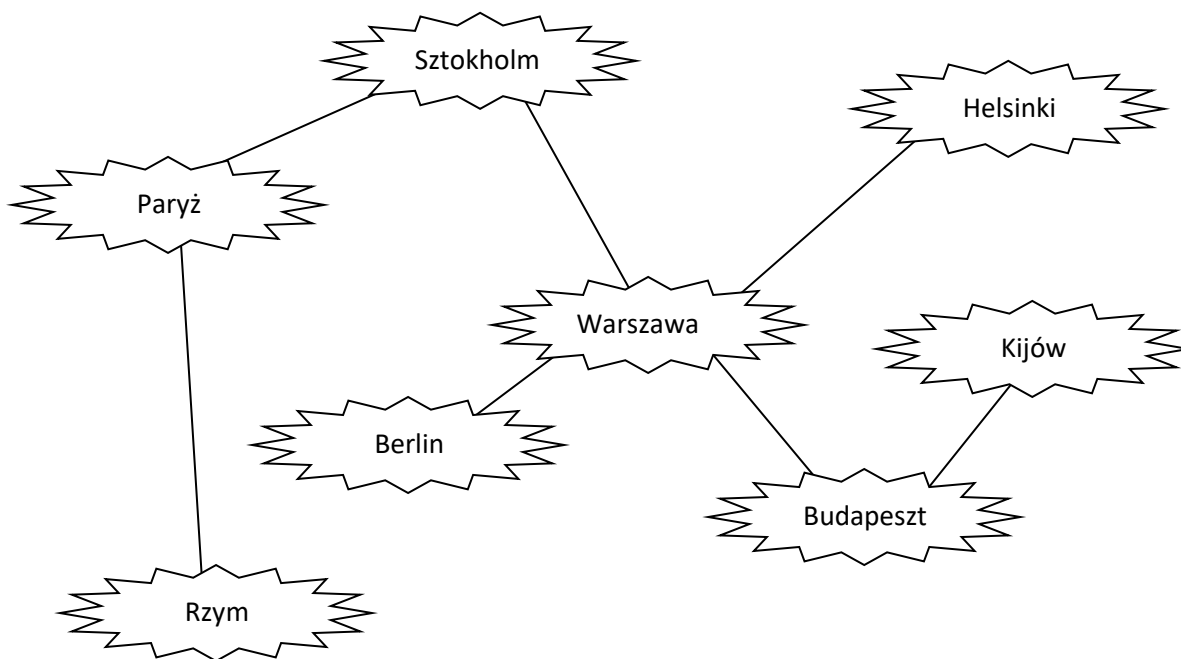 Sztokholm
Helsinki
Paryż
Warszawa
Kijów
Berlin
Budapeszt
Rzym